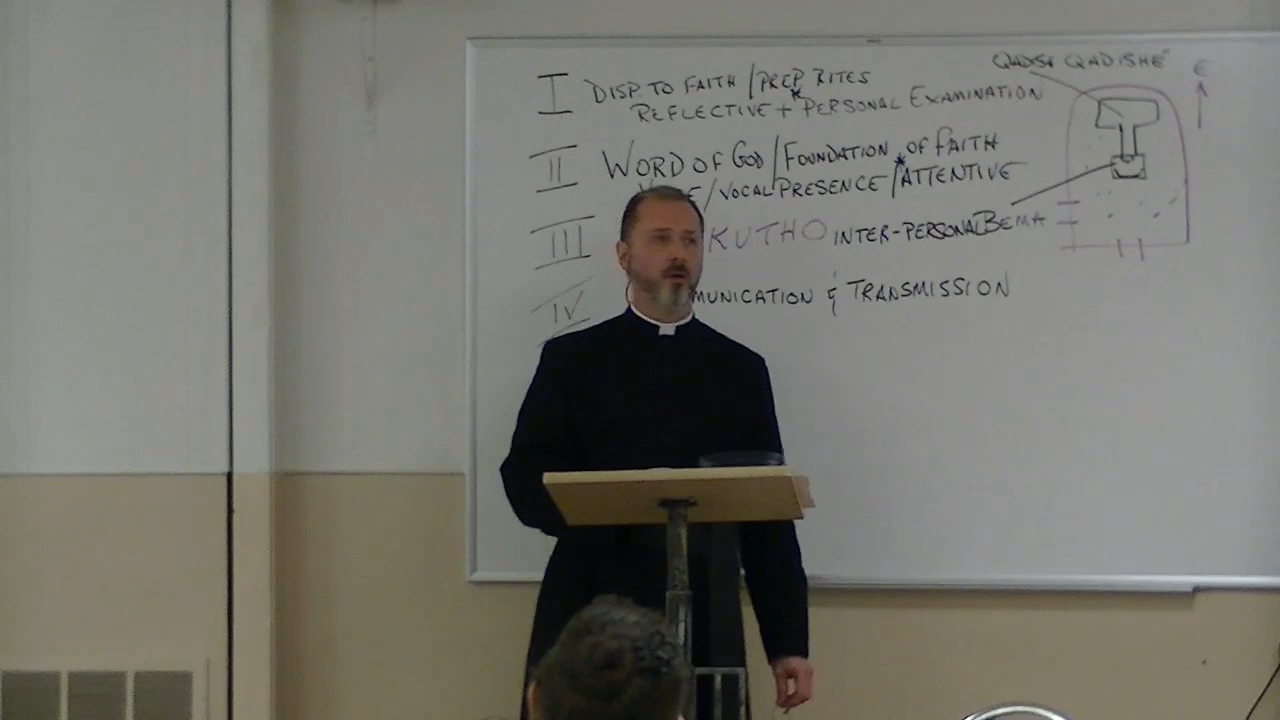 I DISP. TO FAITH / PREP RITES
REFLECTIVE + PERSONAL EXAMINATION
II WORD OF GOD / FOUNDATION OF FAITH
/ VOCAL PRESENCE / ATTENTIVE
III KUTHO INTER-PERSONAL
IV MUNICATION & TRANSMISSION
QADISHE
E
BEMA